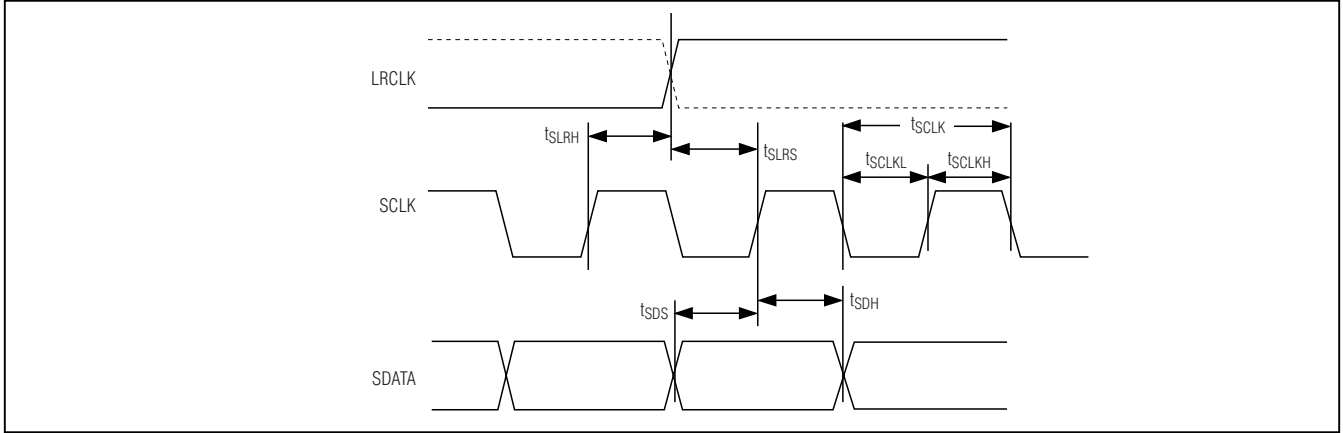 LRCLK
tSLRH
tSLRS
tSCLK
tSCLKL
tSCLKH
SCLK
tSDS
tSDH
SDATA